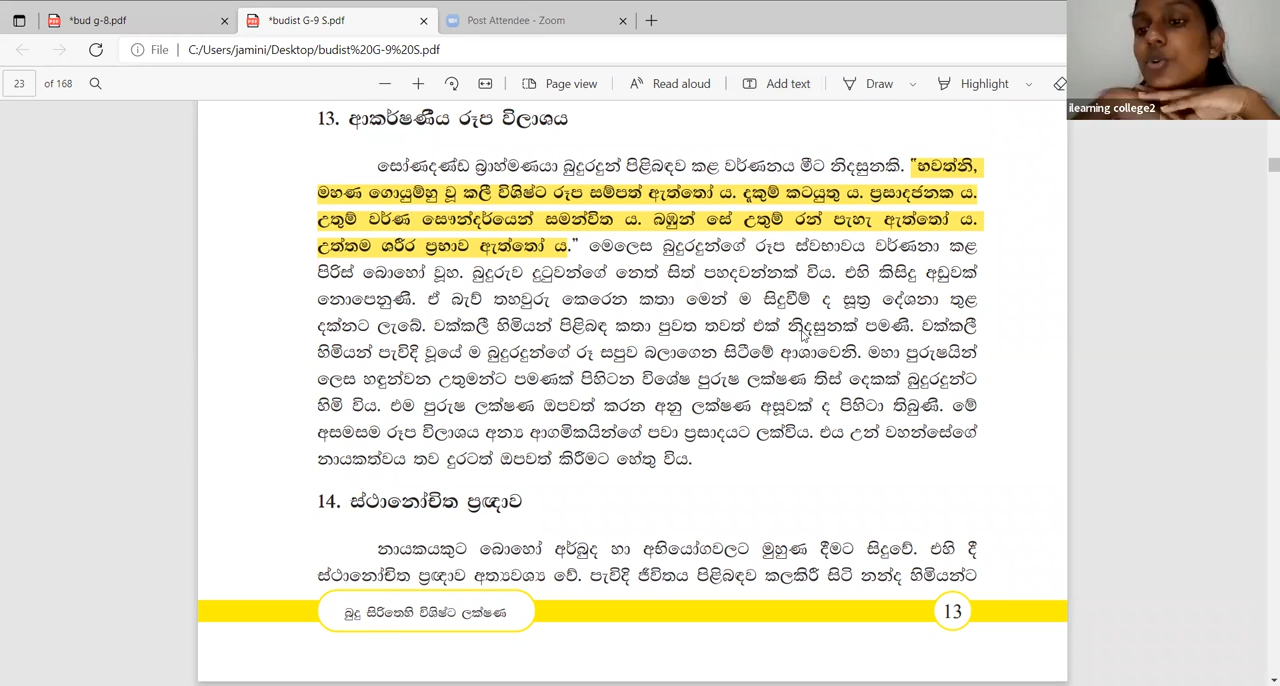 *bud g-8.pdf
*budist G-9 S.pdf
Post Attendee - Zoom
File
C:/Users/jamini/Desktop/budist%20G-9%20S.pdf
23 of 168
Page view
Read aloud
Add text
Draw
Highlight
ilearning college2
13. ආකර්ෂණීය රූප විලාශය
සෝණදණ්ඩ බ්‍රාහ්මණයා බුදුරදුන් පිළිබඳව කළ වර්ණනය මීට නිදසුනකි. "භවත්නි,
මහණ ගොයුම්හු වූ කලී විශිෂ්ට රූප සම්පත් ඇත්තෝ ය. දැකුම් කටයුතු ය. ප්‍රසාදජනක ය.
උතුම් වර්ණ සෞන්දර්යෙන් සමන්විත ය. බඹුන් සේ උතුම් රන් පැහැ ඇත්තෝ ය.
උත්තම ශරීර ප්‍රභාව ඇත්තෝ ය." මෙලෙස බුදුරදුන්ගේ රූප ස්වභාවය වර්ණනා කළ
පිරිස් බොහෝ වූහ. බුදුරුව දුටුවන්ගේ නෙත් සිත් පහදවන්නක් විය. එහි කිසිදු අඩුවක්
නොපෙනුණි. ඒ බැව් තහවුරු කෙරෙන කතා මෙන් ම සිදුවීම් ද සූත්‍ර දේශනා තුළ
දක්නට ලැබේ. වක්කලී හිමියන් පිළිබඳ කතා පුවත තවත් එක් නිදසුනක් පමණි. වක්කලී
හිමියන් පැවිදි වූයේ ම බුදුරදුන්ගේ රූ සපුව බලාගෙන සිටීමේ ආශාවෙනි. මහා පුරුෂයින්
ලෙස හඳුන්වන උතුමන්ට පමණක් පිහිටන විශේෂ පුරුෂ ලක්ෂණ තිස් දෙකක් බුදුරදුන්ට
හිමි විය. එම පුරුෂ ලක්ෂණ ඔපවත් කරන අනු ලක්ෂණ අසූවක් ද පිහිටා තිබුණි. මේ
අසමසම රූප විලාශය අන්‍ය ආගමිකයින්ගේ පවා ප්‍රසාදයට ලක්විය. එය උන් වහන්සේගේ
නායකත්වය තව දුරටත් ඔපවත් කිරීමට හේතු විය.
14. ස්ථානෝචිත ප්‍රඥාව
නායකයකුට බොහෝ අර්බුද හා අභියෝගවලට මුහුණ දීමට සිදුවේ. එහි දී
ස්ථානෝචිත ප්‍රඥාව අත්‍යවශ්‍ය වේ. පැවිදි ජීවිතය පිළිබඳව කලකිරී සිටි නන්ද හිමියන්ට
බුදු සිරිතෙහි විශිෂ්ට ලක්ෂණ
13